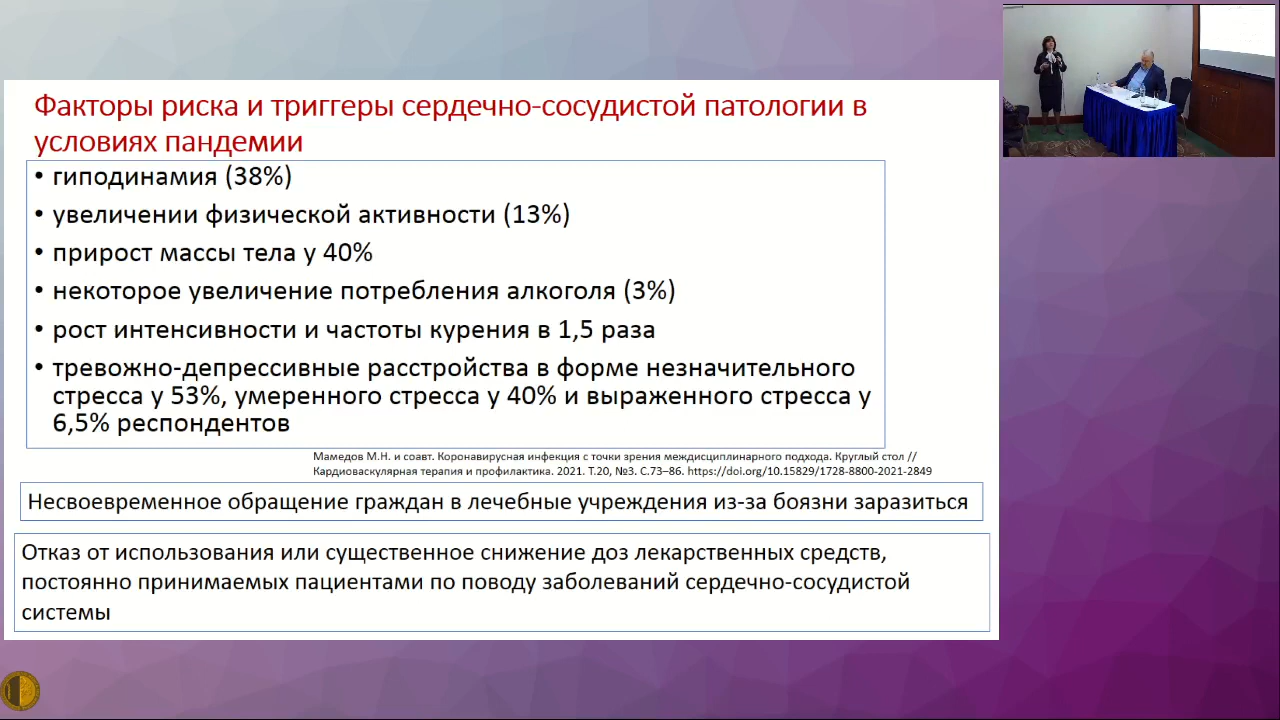 Факторы риска и триггеры сердечно-сосудистой патологии в
условиях пандемии
• гиподинамия (38%)
• увеличении физической активности (13%)
• прирост массы тела у 40%
• некоторое увеличение потребления алкоголя (3%)
• рост интенсивности и частоты курения в 1,5 раза
• тревожно-депрессивные расстройства в форме незначительного
стресса у 53%, умеренного стресса у 40% и выраженного стресса у
6,5% респондентов
Мамедов М.Н. и соавт. Коронавирусная инфекция с точки зрения междисциплинарного подхода. Круглый стол //
Кардиоваскулярная терапия и профилактика. 2021. Т.20, №3. С.73–86. https://doi.org/10.15829/1728-8800-2021-2849
Несвоевременное обращение граждан в лечебные учреждения из-за боязни заразиться
Отказ от использования или существенное снижение доз лекарственных средств,
постоянно принимаемых пациентами по поводу заболеваний сердечно-сосудистой
системы